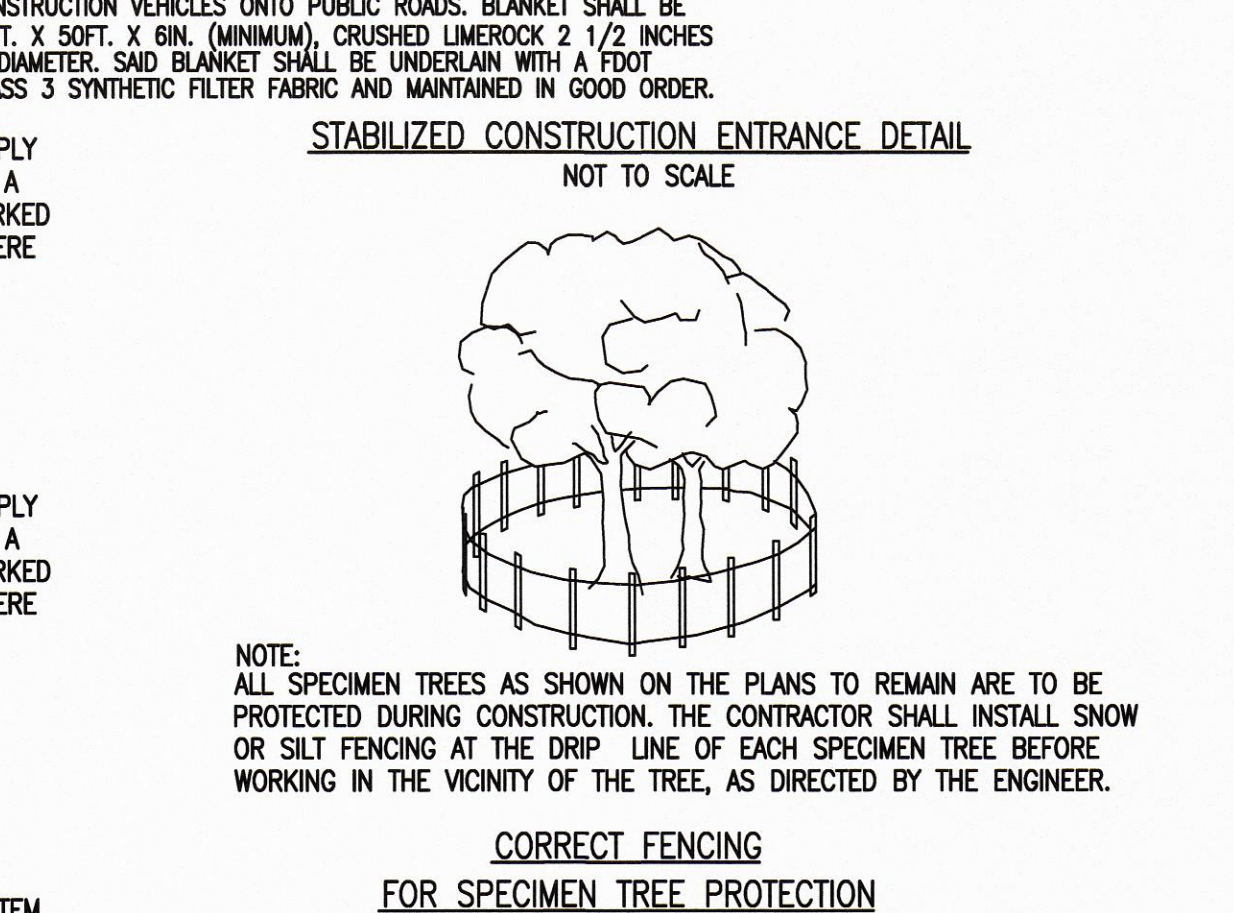 VEHICLES ONTO PUBLIC ROADS. BLANKET SHALL BE
X 50FT. X 6IN. (MINIMUM), CRUSHED LIMEROCK 2 1/2 INCHES
DIAMETER. SAID BLANKET SHALL BE UNDERLAIN WITH A FDOT
3 SYNTHETIC FILTER FABRIC AND MAINTAINED IN GOOD ORDER.
STABILIZED CONSTRUCTION ENTRANCE DETAIL
NOT TO SCALE
A
A
NOTE:
ALL SPECIMEN TREES AS SHOWN ON THE PLANS TO REMAIN ARE TO BE
PROTECTED DURING CONSTRUCTION. THE CONTRACTOR SHALL INSTALL SNOW
OR SILT FENCING AT THE DRIP LINE OF EACH SPECIMEN TREE BEFORE
WORKING IN THE VICINITY OF THE TREE, AS DIRECTED BY THE ENGINEER.
CORRECT FENCING
FOR SPECIMEN TREE PROTECTION